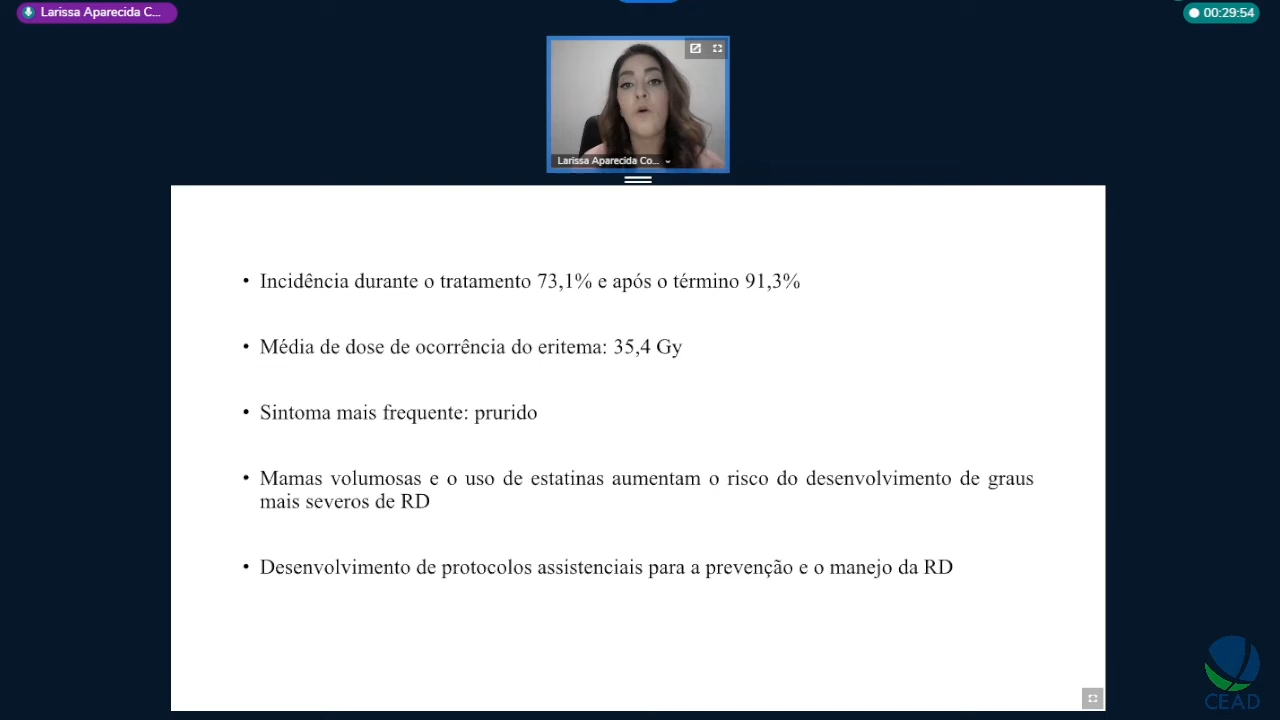 Larissa Aparecida C...
00:29:54
Larissa Aparecida Co...
• Incidência durante o tratamento 73,1% e após o término 91,3%
• Média de dose de ocorrência do eritema: 35,4 Gy
• Sintoma mais frequente: prurido
• Mamas volumosas e o uso de estatinas aumentam o risco do desenvolvimento de graus
mais severos de RD
• Desenvolvimento de protocolos assistenciais para a prevenção e o manejo da RD
CEAD